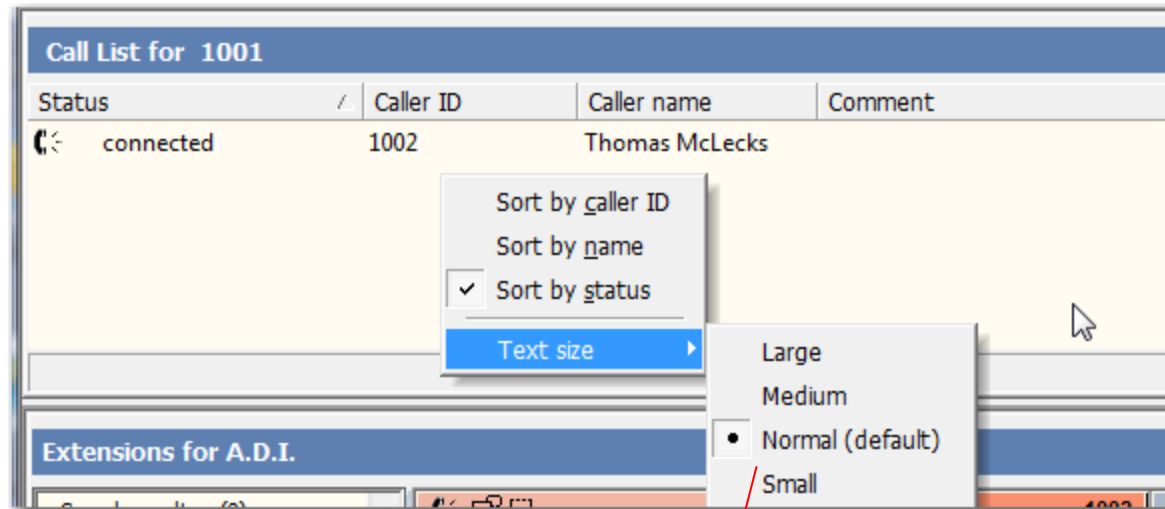 Call List for 1001
Status Caller ID Caller name Comment
connected 1002 Thomas McLecks
Sort by caller ID
Sort by name
Sort by status
Text size
Large
Medium
Normal (default)
Small
Extensions for A.D.I.